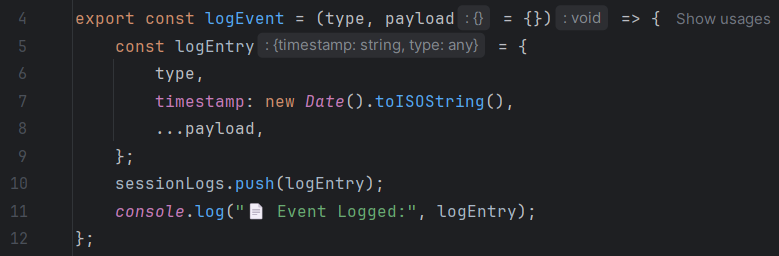 4 export const logEvent = (type, payload : {} = {}) : void => { Show usages
5 const logEntry : {timestamp: string, type: any} = {
6 type,
7 timestamp: new Date().toISOString(),
8 ...payload,
9 };
10 sessionLogs.push(logEntry);
11 console.log("📄 Event Logged:", logEntry);
12 };